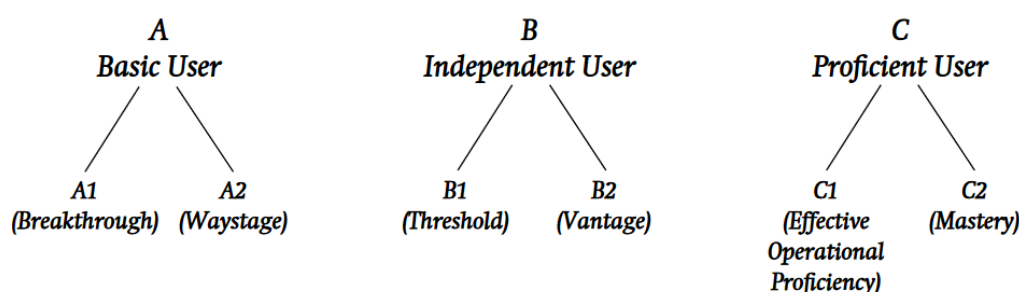 A
Basic User
B
Independent User
C
Proficient User
A1
(Breakthrough)
A2
(Waystage)
B1
(Threshold)
B2
(Vantage)
C1
(Effective
Operational
Proficiency)
C2
(Mastery)